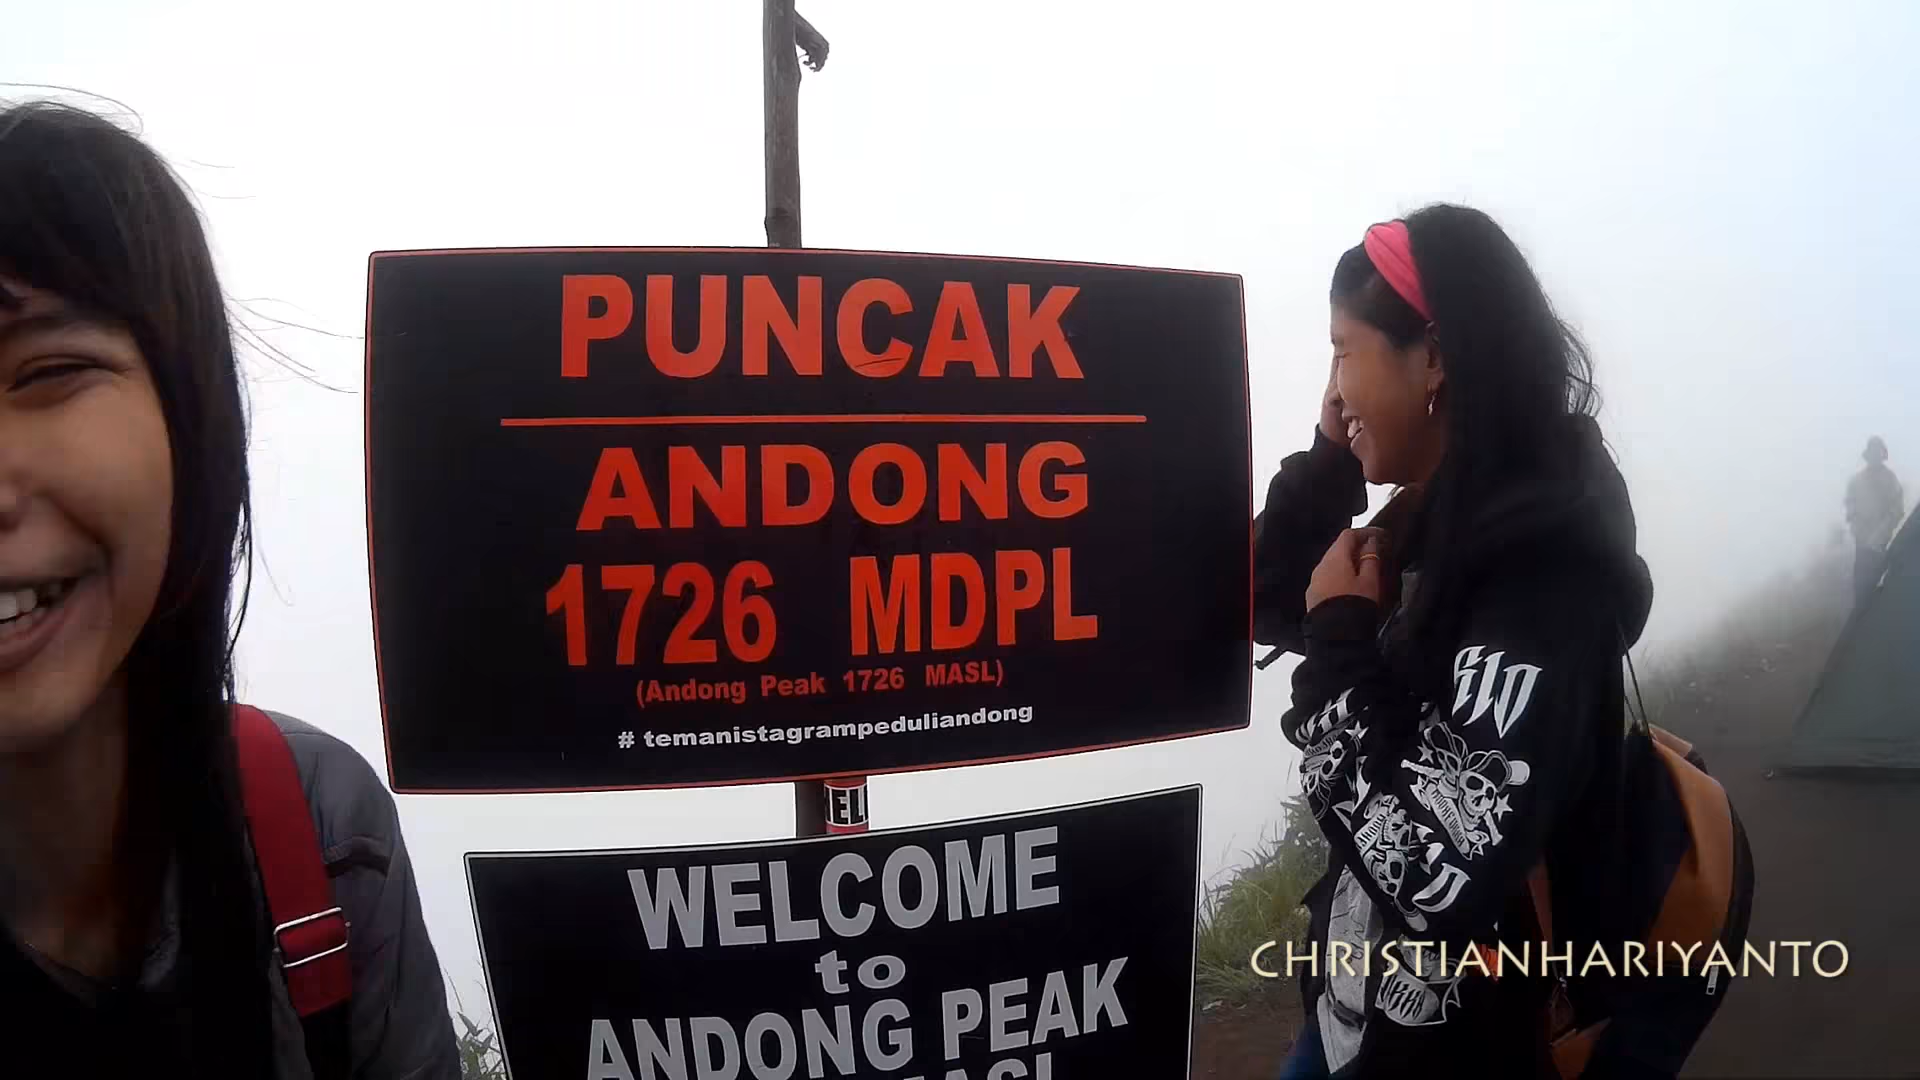 PUNCAK
ANDONG
1726 MDPL
(Andong Peak 1726 MASL)
# temanistagrampeduliandong
WELCOME
to
ANDONG PEAK
CHRISTIANHARIYANTO